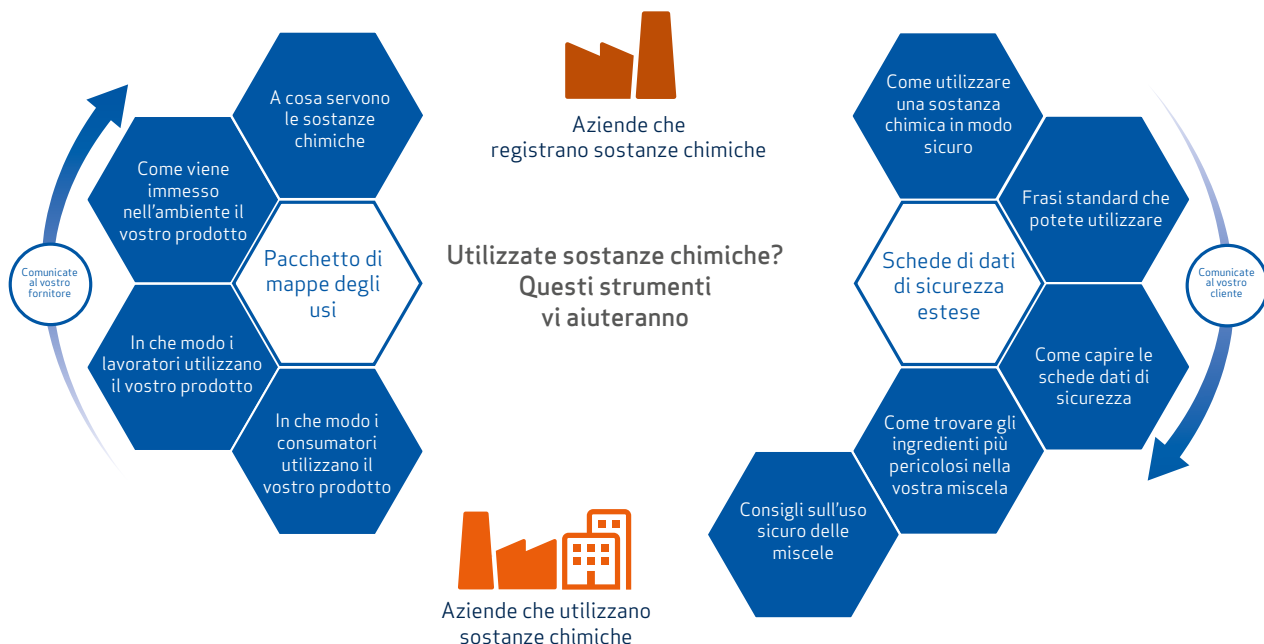 A cosa servono
le sostanze
chimiche
Come viene
immesso
nell'ambiente il
vostro prodotto
Pacchetto di
mappe degli
usi
Comunicate
al vostro
fornitore
In che modo i
lavoratori utilizzano
il vostro prodotto
In che modo i
consumatori
utilizzano il
vostro prodotto
Aziende che
registrano sostanze chimiche
Utilizzate sostanze chimiche?
Questi strumenti
vi aiuteranno
Aziende che utilizzano
sostanze chimiche
Come utilizzare
una sostanza
chimica in modo
sicuro
Frasi standard che
potete utilizzare
Schede di dati
di sicurezza
estese
Comunicate
al vostro
cliente
Come capire le
schede dati di
sicurezza
Come trovare gli
ingredienti più
pericolosi nella
vostra miscela
Consigli sull'uso
sicuro delle
miscele